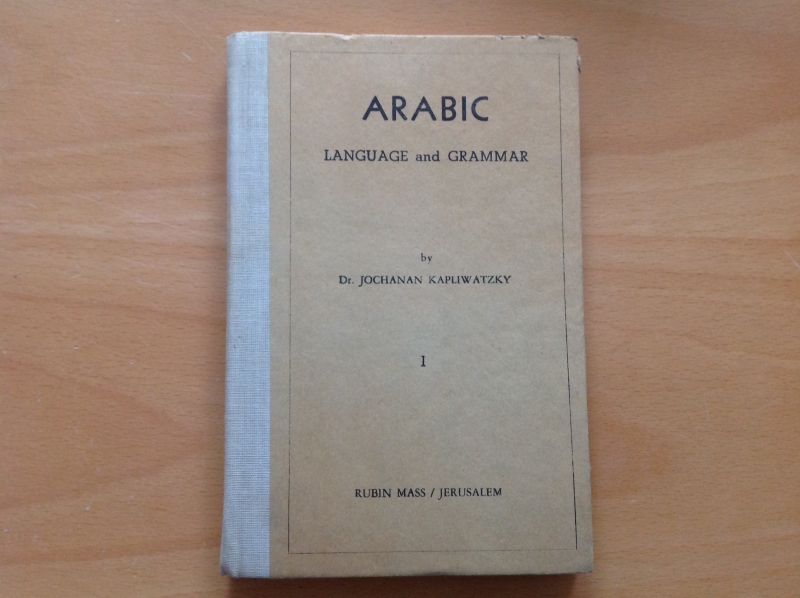 ARABIC
LANGUAGE and GRAMMAR
by
Dr. JOCHANAN KAPLIWATZKY
I
RUBIN MASS / JERUSALEM